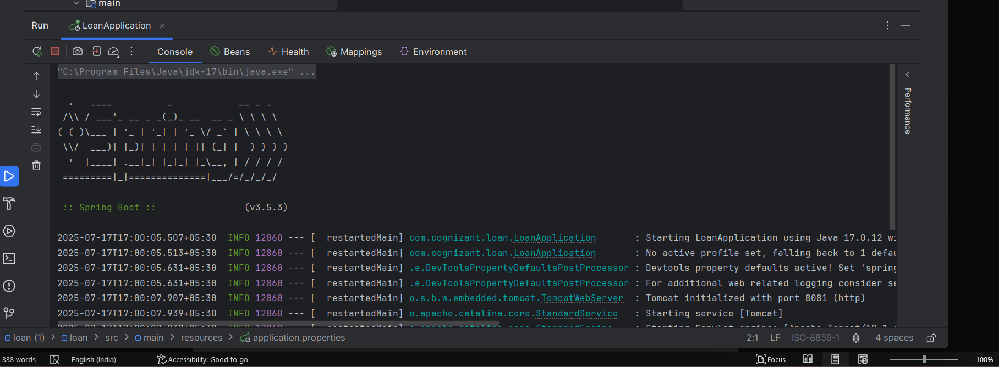 main
Run LoanApplication
Console Beans Health Mappings Environment
"C:\Program Files\Java\jdk-17\bin\java.exe" ...
Performance
  .   ____          _            __ _ _
 /\\ / ___'_ __ _ _(_)_ __  __ _ \ \ \ \
( ( )\___ | '_ | '_| | '_ \/ _` | \ \ \ \
 \\/  ___)| |_)| | | | | || (_| |  ) ) ) )
  '  |____| .__|_| |_|_| |_\__, | / / / /
 =========|_|==============|___/=/_/_/_/
 :: Spring Boot ::                (v3.5.3)
2025-07-17T17:00:05.507+05:30  INFO 12860 --- [  restartedMain] com.cognizant.loan.LoanApplication       : Starting LoanApplication using Java 17.0.12 wi
2025-07-17T17:00:05.513+05:30  INFO 12860 --- [  restartedMain] com.cognizant.loan.LoanApplication       : No active profile set, falling back to 1 defau
2025-07-17T17:00:05.631+05:30  INFO 12860 --- [  restartedMain] .e.DevToolsPropertyDefaultsPostProcessor : Devtools property defaults active! Set 'spring
2025-07-17T17:00:05.631+05:30  INFO 12860 --- [  restartedMain] .e.DevToolsPropertyDefaultsPostProcessor : For additional web related logging consider se
2025-07-17T17:00:07.907+05:30  INFO 12860 --- [  restartedMain] o.s.b.w.embedded.tomcat.TomcatWebServer  : Tomcat initialized with port 8081 (http)
2025-07-17T17:00:07.939+05:30  INFO 12860 --- [  restartedMain] o.apache.catalina.core.StandardService   : Starting service [Tomcat]
loan (1) > loan > src > main > resources > application.properties 2:1 LF ISO-8859-1 4 spaces
338 words English (India) Accessibility: Good to go Focus 100%